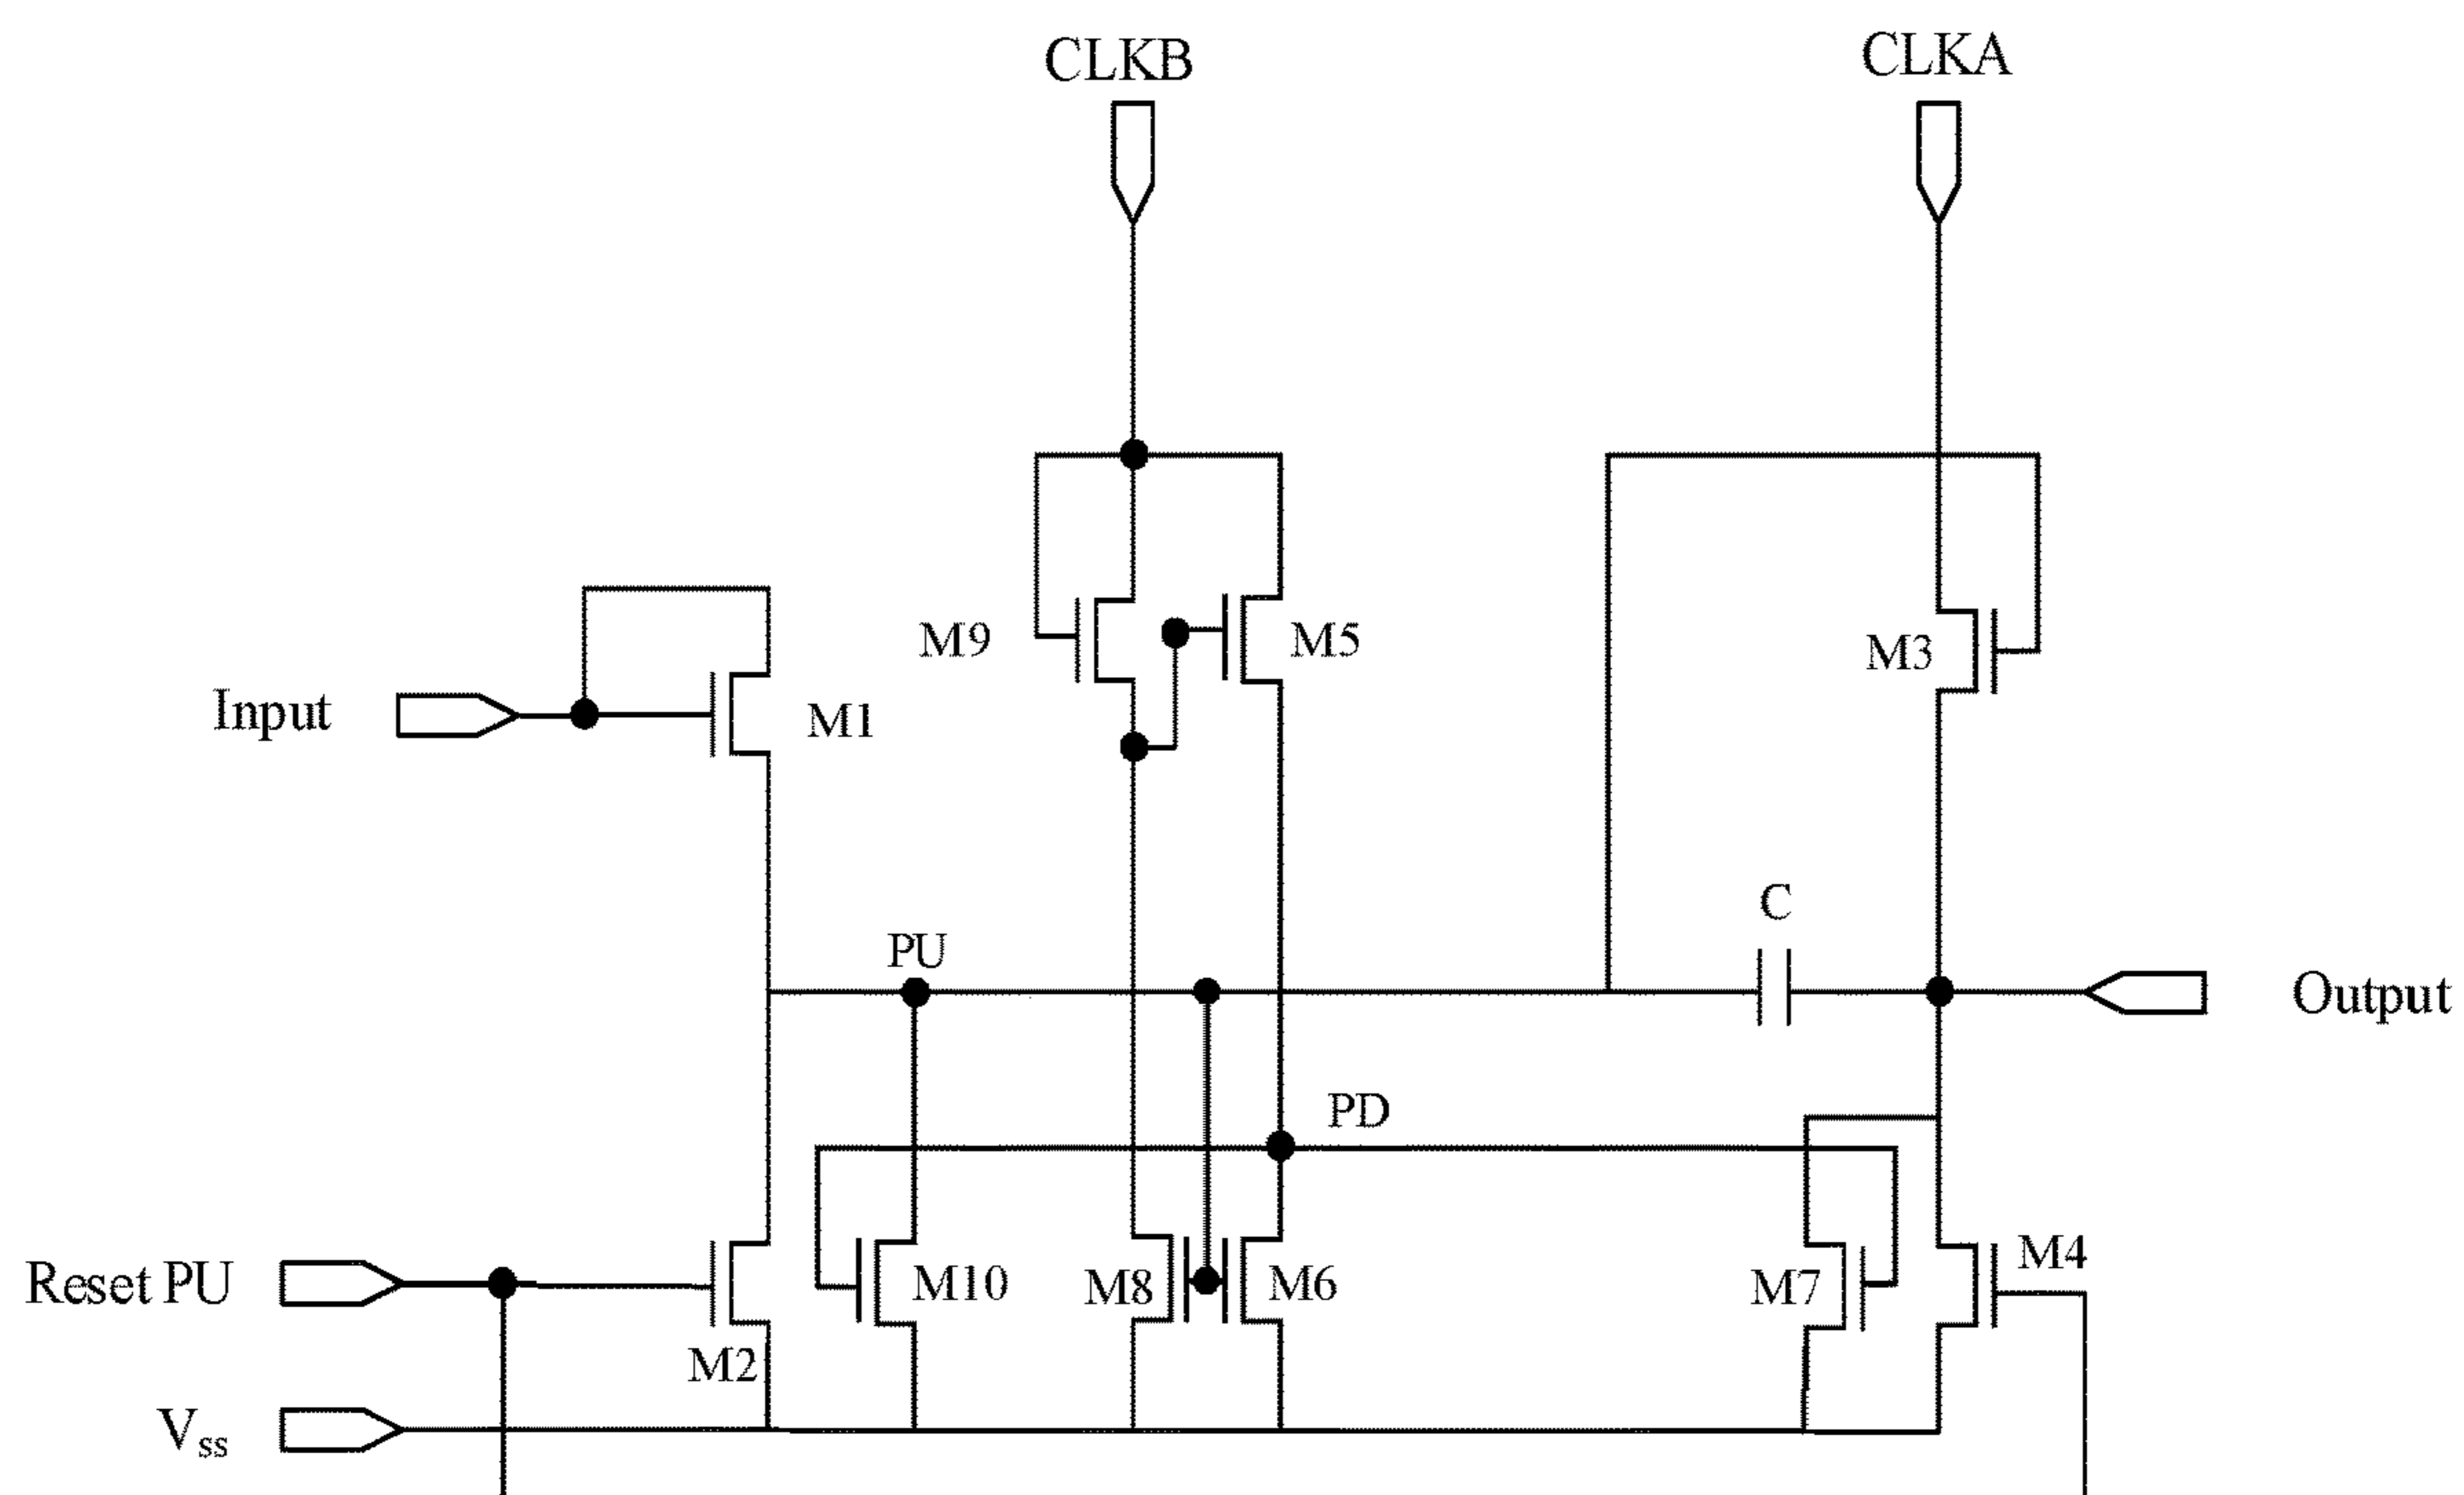 CLKB
CLKA
M9
M5
M3
Input
M1
C
PU
Output
PD
Reset PU
M10
M8
M6
M7
M4
M2
Vss